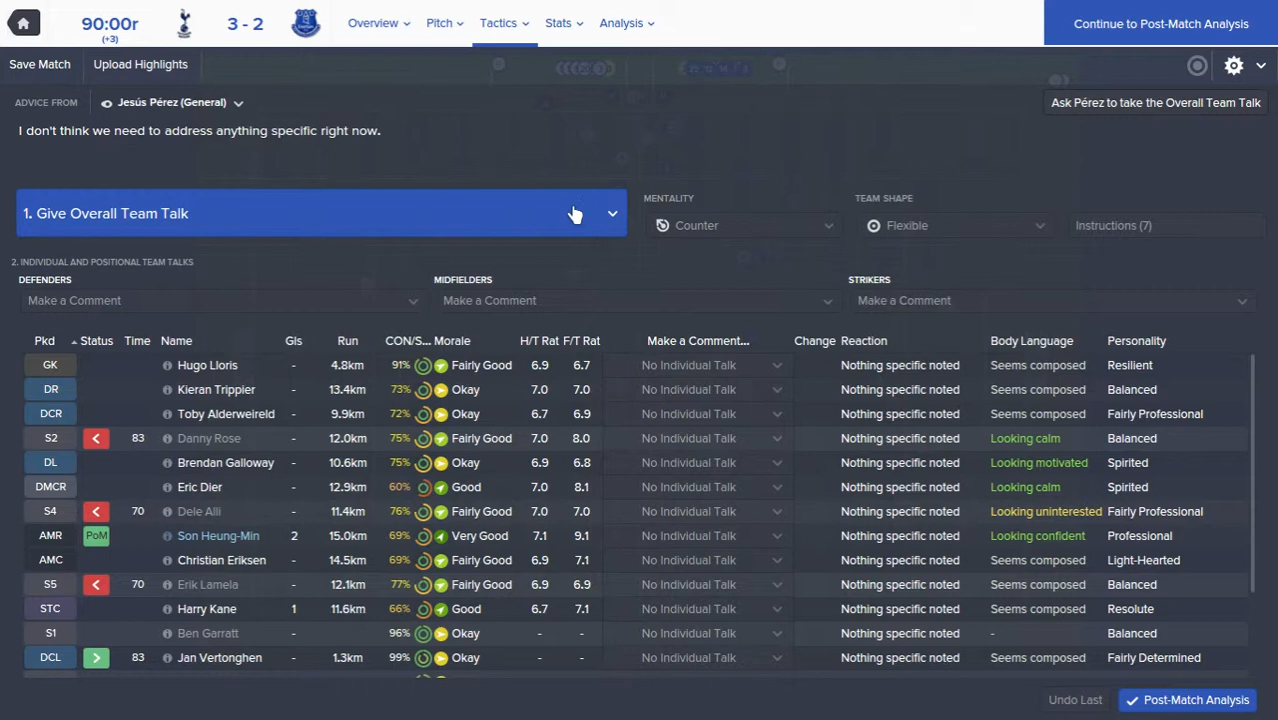 90:00r
(+3)
3 - 2
Overview
Pitch
Tactics
Stats
Analysis
Continue to Post-Match Analysis
Save Match
Upload Highlights
ADVICE FROM
Jesús Pérez (General)
Ask Pérez to take the Overall Team Talk
I don't think we need to address anything specific right now.
1. Give Overall Team Talk
MENTALITY
Counter
TEAM SHAPE
Flexible
Instructions (7)
2. INDIVIDUAL AND POSITIONAL TEAM TALKS
DEFENDERS MIDFIELDERS STRIKERS
Make a Comment Make a Comment Make a Comment
Pkd Status Time Name Gls Run CON/S... Morale H/T Rat F/T Rat Make a Comment... Change Reaction Body Language Personality
GK Hugo Lloris - 4.8km 91% Fairly Good 6.9 6.7 No Individual Talk Nothing specific noted Seems composed Resilient
DR Kieran Trippier - 13.4km 73% Okay 7.0 7.0 No Individual Talk Nothing specific noted Seems composed Balanced
DCR Toby Alderweireld - 9.9km 72% Okay 6.7 6.9 No Individual Talk Nothing specific noted Seems composed Fairly Professional
S2 83 Danny Rose - 12.0km 75% Fairly Good 7.0 8.0 No Individual Talk Nothing specific noted Looking calm Balanced
DL Brendan Galloway - 10.6km 75% Okay 6.9 6.8 No Individual Talk Nothing specific noted Looking motivated Spirited
DMCR Eric Dier - 12.9km 60% Good 7.0 8.1 No Individual Talk Nothing specific noted Looking calm Spirited
S4 70 Dele Alli - 11.4km 76% Fairly Good 7.0 7.0 No Individual Talk Nothing specific noted Looking uninterested Fairly Professional
AMR PoM Son Heung-Min 2 15.0km 69% Very Good 7.1 9.1 No Individual Talk Nothing specific noted Looking confident Professional
AMC Christian Eriksen - 14.5km 69% Fairly Good 6.9 7.1 No Individual Talk Nothing specific noted Seems composed Light-Hearted
S5 70 Erik Lamela - 12.1km 77% Fairly Good 6.9 6.9 No Individual Talk Nothing specific noted Seems composed Balanced
STC Harry Kane 1 11.6km 66% Good 6.7 7.1 No Individual Talk Nothing specific noted Seems composed Resolute
S1 Ben Garratt - 96% Okay - - No Individual Talk Nothing specific noted - Balanced
DCL 83 Jan Vertonghen - 1.3km 99% Okay - - No Individual Talk Nothing specific noted Seems composed Fairly Determined
Undo Last
Post-Match Analysis